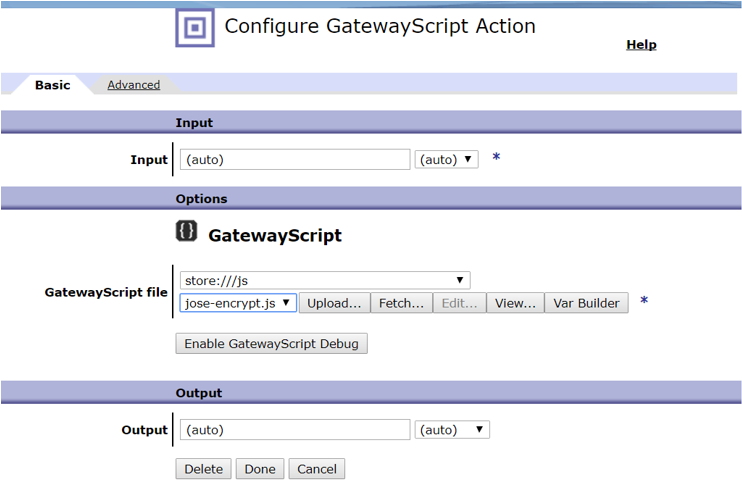 Configure GatewayScript Action
Help
Basic Advanced
Input
Input (auto) (auto) *
Options
{} GatewayScript
GatewayScript file store:///js
jose-encrypt.js Upload... Fetch... Edit... View... Var Builder *
Enable GatewayScript Debug
Output
Output (auto) (auto)
Delete Done Cancel